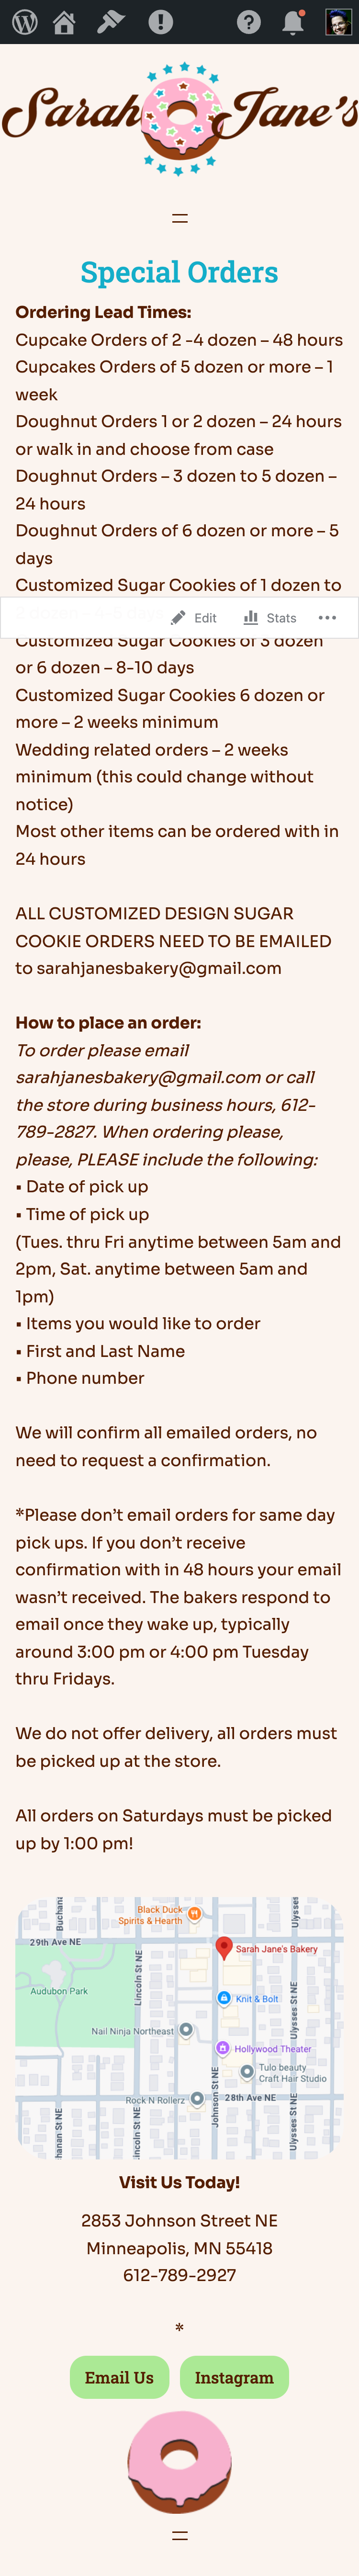 Sarah Jane's
Special Orders
Ordering Lead Times:
Cupcake Orders of 2 -4 dozen – 48 hours
Cupcakes Orders of 5 dozen or more – 1
week
Doughnut Orders 1 or 2 dozen – 24 hours
or walk in and choose from case
Doughnut Orders – 3 dozen to 5 dozen –
24 hours
Doughnut Orders of 6 dozen or more – 5
days
Customized Sugar Cookies of 1 dozen to
Edit Stats
Customized Sugar Cookies of 3 dozen
or 6 dozen – 8-10 days
Customized Sugar Cookies 6 dozen or
more – 2 weeks minimum
Wedding related orders – 2 weeks
minimum (this could change without
notice)
Most other items can be ordered with in
24 hours
ALL CUSTOMIZED DESIGN SUGAR
COOKIE ORDERS NEED TO BE EMAILED
to sarahjanesbakery@gmail.com
How to place an order:
To order please email
sarahjanesbakery@gmail.com or call
the store during business hours, 612-
789-2827. When ordering please,
please, PLEASE include the following:
▪ Date of pick up
▪ Time of pick up
(Tues. thru Fri anytime between 5am and
2pm, Sat. anytime between 5am and
1pm)
▪ Items you would like to order
▪ First and Last Name
▪ Phone number
We will confirm all emailed orders, no
need to request a confirmation.
*Please don't email orders for same day
pick ups. If you don't receive
confirmation with in 48 hours your email
wasn't received. The bakers respond to
email once they wake up, typically
around 3:00 pm or 4:00 pm Tuesday
thru Fridays.
We do not offer delivery, all orders must
be picked up at the store.
All orders on Saturdays must be picked
up by 1:00 pm!
Buchana
Black Duck
Spirits & Hearth
Ulysses
29th Ave NE
Sarah Jane's Bakery
Lincoln St NE
Audubon Park
Knit & Bolt
Ulysses St NE
Nail Ninja Northeast
Hollywood Theater
Tulo beauty
Craft Hair Studio
Johnson St NE
Rock N Rollerz
28th Ave NE
hanan St NE
incoln St NE
Ulysses St NE
Visit Us Today!
2853 Johnson Street NE
Minneapolis, MN 55418
612-789-2927
*
Email Us Instagram